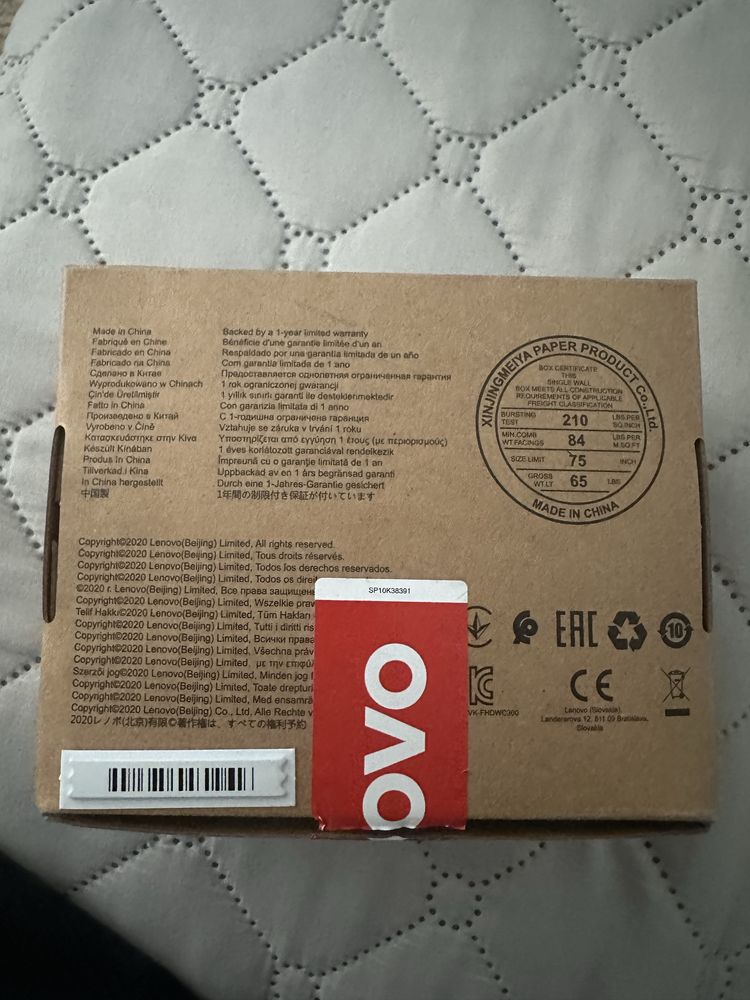 Made in China
Fabriqué en Chine
Fabricado en China
Fabricado na China
Сделано в Китае
Wyprodukowano w Chinach
Çin'de Üretilmiştir
Fatto in China
Произведено в Китай
Vyrobeno v Číně
Κατασκευάστηκε στην Κίνα
Készült Kínában
Produs în China
Tillverkad i Kina
In China hergestellt
中国製
Backed by a 1-year limited warranty
Bénéficie d'une garantie limitée d'un an
Respaldado por una garantía limitada de un año
Com garantia limitada de 1 ano
Предоставляется однолетняя ограниченная гарантия
1 rok ograniczonej gwarancji
1 yıllık sınırlı garanti ile desteklenmektedir
Con garanzia limitata di 1 anno
С 1-годишна ограничена гаранция
Vztahuje se záruka v trvání 1 roku
Υποστηρίζεται από εγγύηση 1 έτους (με περιορισμούς)
1 éves korlátozott garanciával rendelkezik
Împreună cu o garanţie limitată de 1 an
Uppbackad av en 1 års begränsad garanti
Durch eine 1-Jahres-Garantie gesichert
1年間の制限付き保証が付いています
XINJINGMEIYA PAPER PRODUCT Co.,Ltd.
BOX CERTIFICATE
THIS
SINGLE WALL
BOX MEETS ALL CONSTRUCTION
REQUIREMENTS OF APPLICABLE
FREIGHT CLASSIFICATION
BURSTING TEST 210 LBS PER SQ.INCH
MIN.COMB WT FACINGS 84 LBS PER M.SQ.FT
SIZE LIMIT 75 INCH
GROSS WT.LT 65 LBS
MADE IN CHINA
Copyright©2020 Lenovo(Beijing) Limited, All rights reserved.
Copyright©2020 Lenovo(Beijing) Limited, Tous droits réservés.
Copyright©2020 Lenovo(Beijing) Limited, Todos los derechos reservados.
Copyright©2020 Lenovo(Beijing) Limited, Todos os direi
©2020 г. Lenovo(Beijing) Limited, Все права защищены
Copyright©2020 Lenovo(Beijing) Limited, Wszelkie praw
Telif Hakkı©2020 Lenovo(Beijing) Limited, Tüm Hakları
Copyright©2020 Lenovo(Beijing) Limited, Tutti i diritti ris
Copyright©2020 Lenovo(Beijing) Limited, Всички права
Copyright©2020 Lenovo(Beijing) Limited, Všechna práv
Copyright©2020 Lenovo(Beijing) Limited, με την επιφύλ
Szerzői jog©2020 Lenovo(Beijing) Limited, Minden jog f
Copyright©2020 Lenovo(Beijing) Limited, Toate dreptur
Copyright©2020 Lenovo(Beijing) Limited, Med ensamrä
Copyright©2020 Lenovo(Beijing) Co., Ltd, Alle Rechte v
2020レノボ(北京)有限©著作権は、すべての権利予約
SP10K38391
ovo
EAC
10
CE
VK-FHDWC300
Lenovo (Slovakia),
Landererova 12, 811 09 Bratislava,
Slovakia